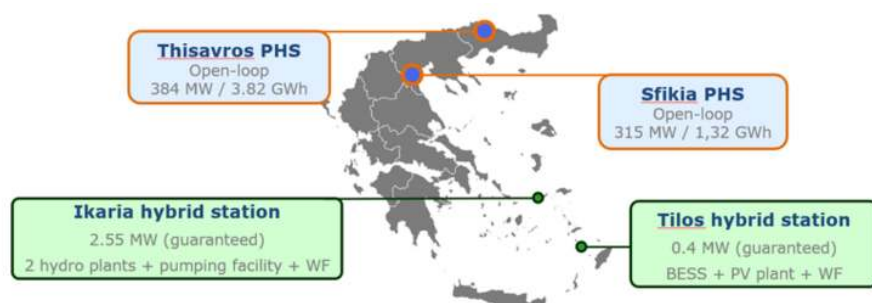 Thisavros PHS
Open-loop
384 MW / 3.82 GWh
Sfikia PHS
Open-loop
315 MW / 1,32 GWh
Ikaria hybrid station
2.55 MW (guaranteed)
2 hydro plants + pumping facility + WF
Tilos hybrid station
0.4 MW (guaranteed)
BESS + PV plant + WF